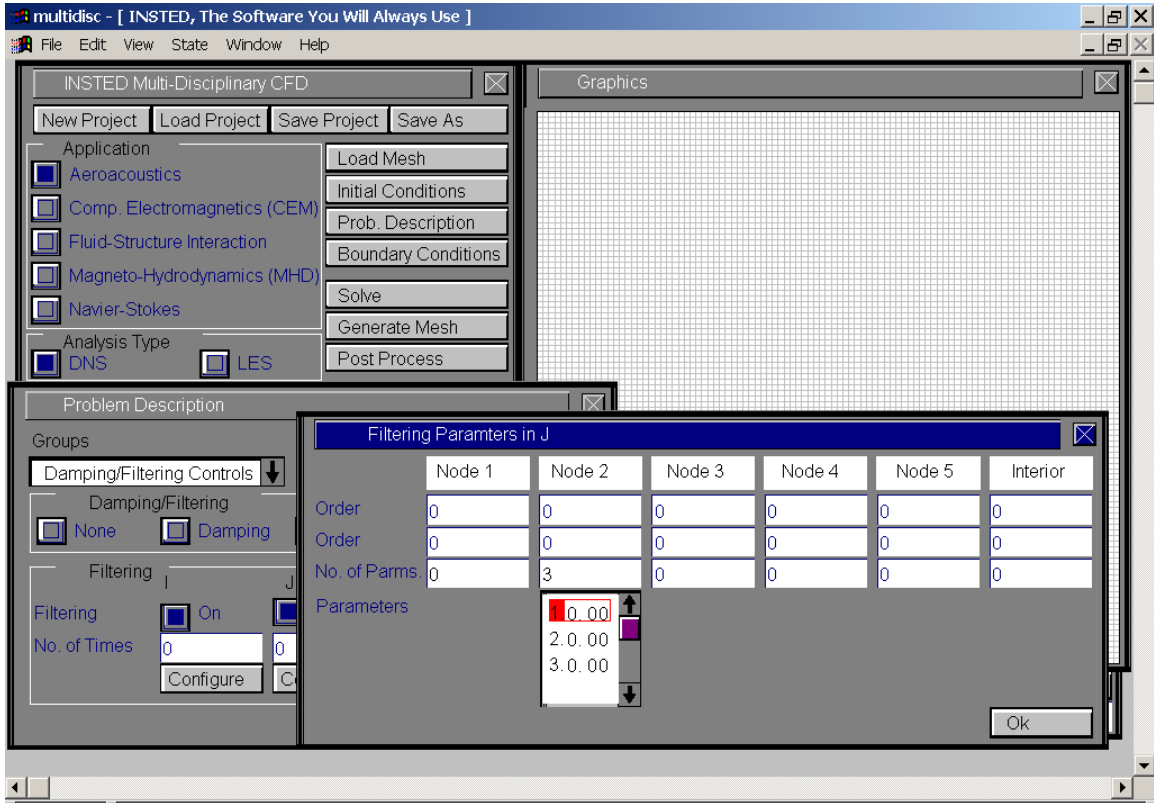 multidisc - [ INSTED, The Software You Will Always Use ]
File Edit View State Window Help
INSTED Multi-Disciplinary CFD
New Project Load Project Save Project Save As
Application
Aeroacoustics
Comp. Electromagnetics (CEM)
Fluid-Structure Interaction
Magneto-Hydrodynamics (MHD)
Navier-Stokes
Analysis Type
DNS LES
Load Mesh
Initial Conditions
Prob. Description
Boundary Conditions
Solve
Generate Mesh
Post Process
Graphics
Problem Description
Groups
Damping/Filtering Controls
Damping/Filtering
None Damping
Filtering I J
Filtering On
No. of Times 0 0
Configure
Filtering Paramters in J
Node 1 Node 2 Node 3 Node 4 Node 5 Interior
Order 0 0 0 0 0 0
Order 0 0 0 0 0 0
No. of Parms. 0 3 0 0 0 0
Parameters 1 0.00
2.0.00
3.0.00
Ok